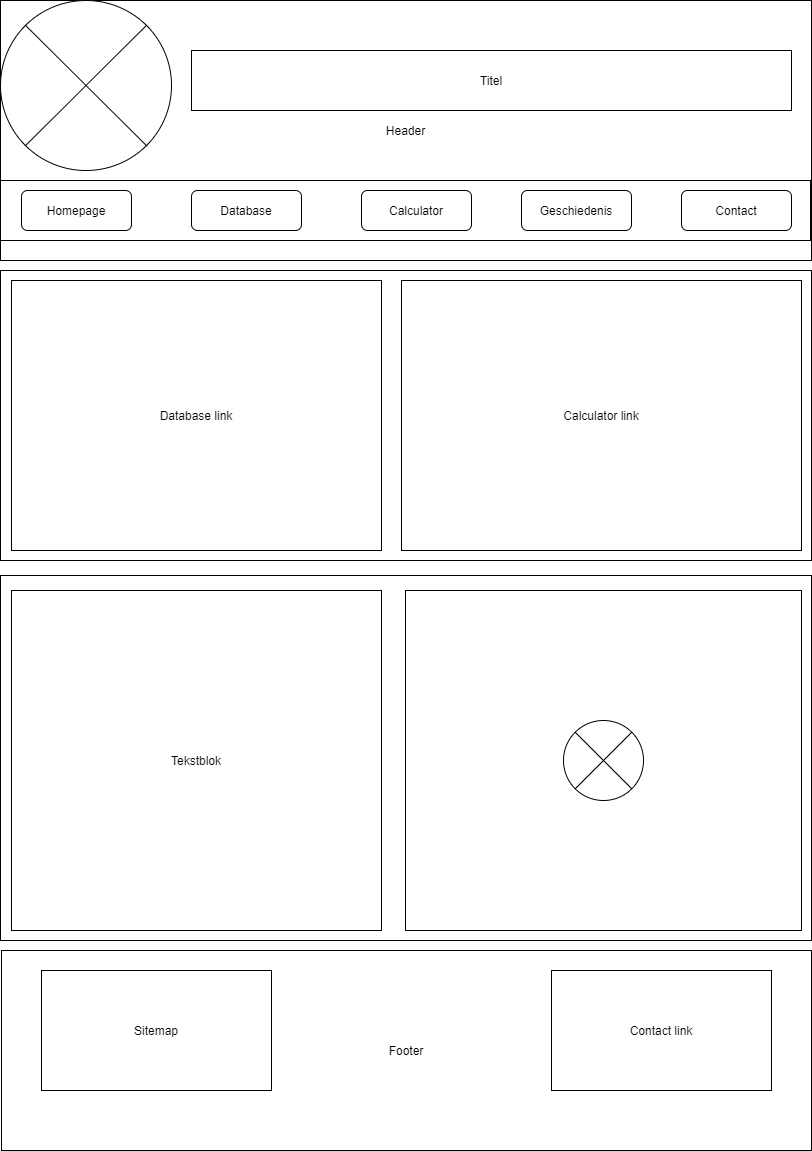 Titel
Header
Homepage
Database
Calculator
Geschiedenis
Contact
Database link
Calculator link
Tekstblok
Sitemap
Contact link
Footer